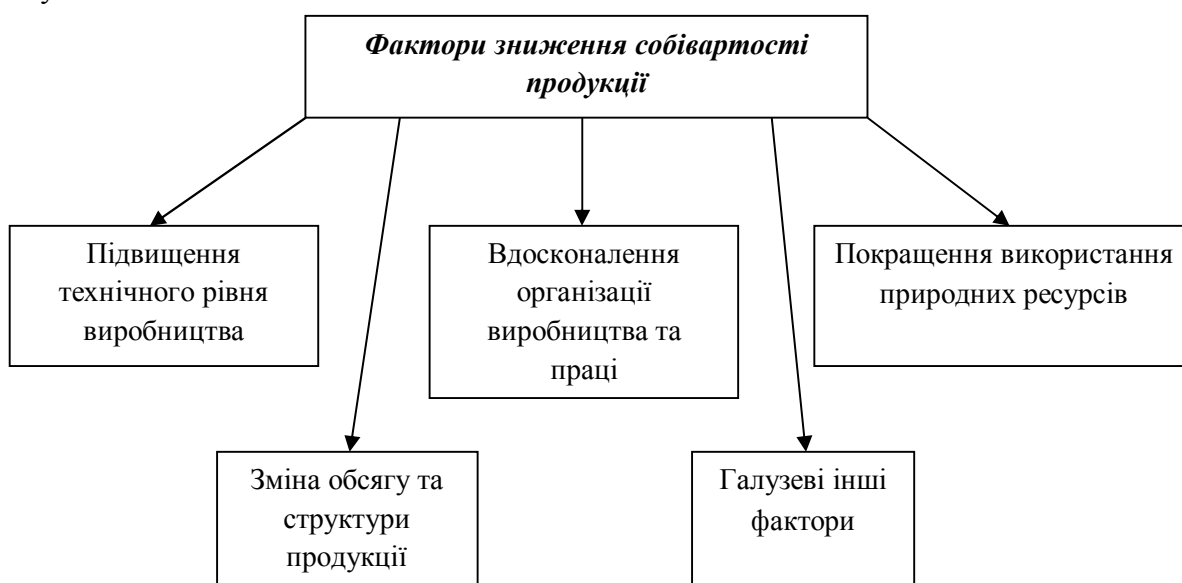 Фактори зниження собівартості
продукції
Підвищення
технічного рівня
виробництва
Вдосконалення
організації
виробництва та
праці
Покращення використання
природних ресурсів
Зміна обсягу та
структури
продукції
Галузеві інші
фактори